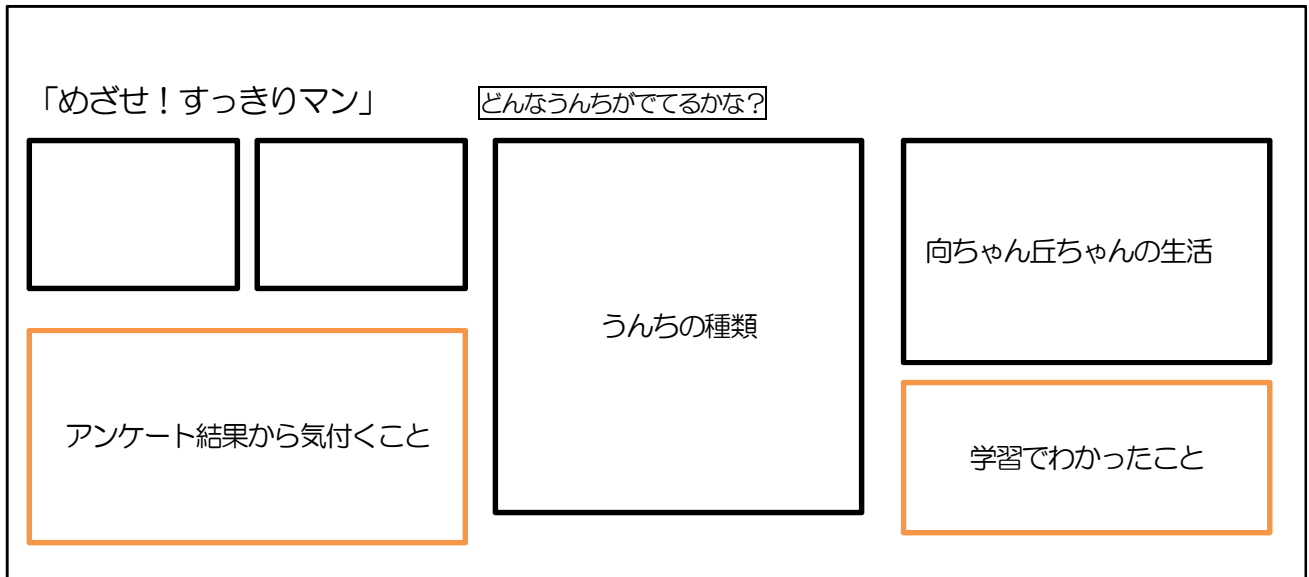 「めざせ！すっきりマン」
どんなうんちがでてるかな？
うんちの種類
向ちゃん丘ちゃんの生活
アンケート結果から気付くこと
学習でわかったこと